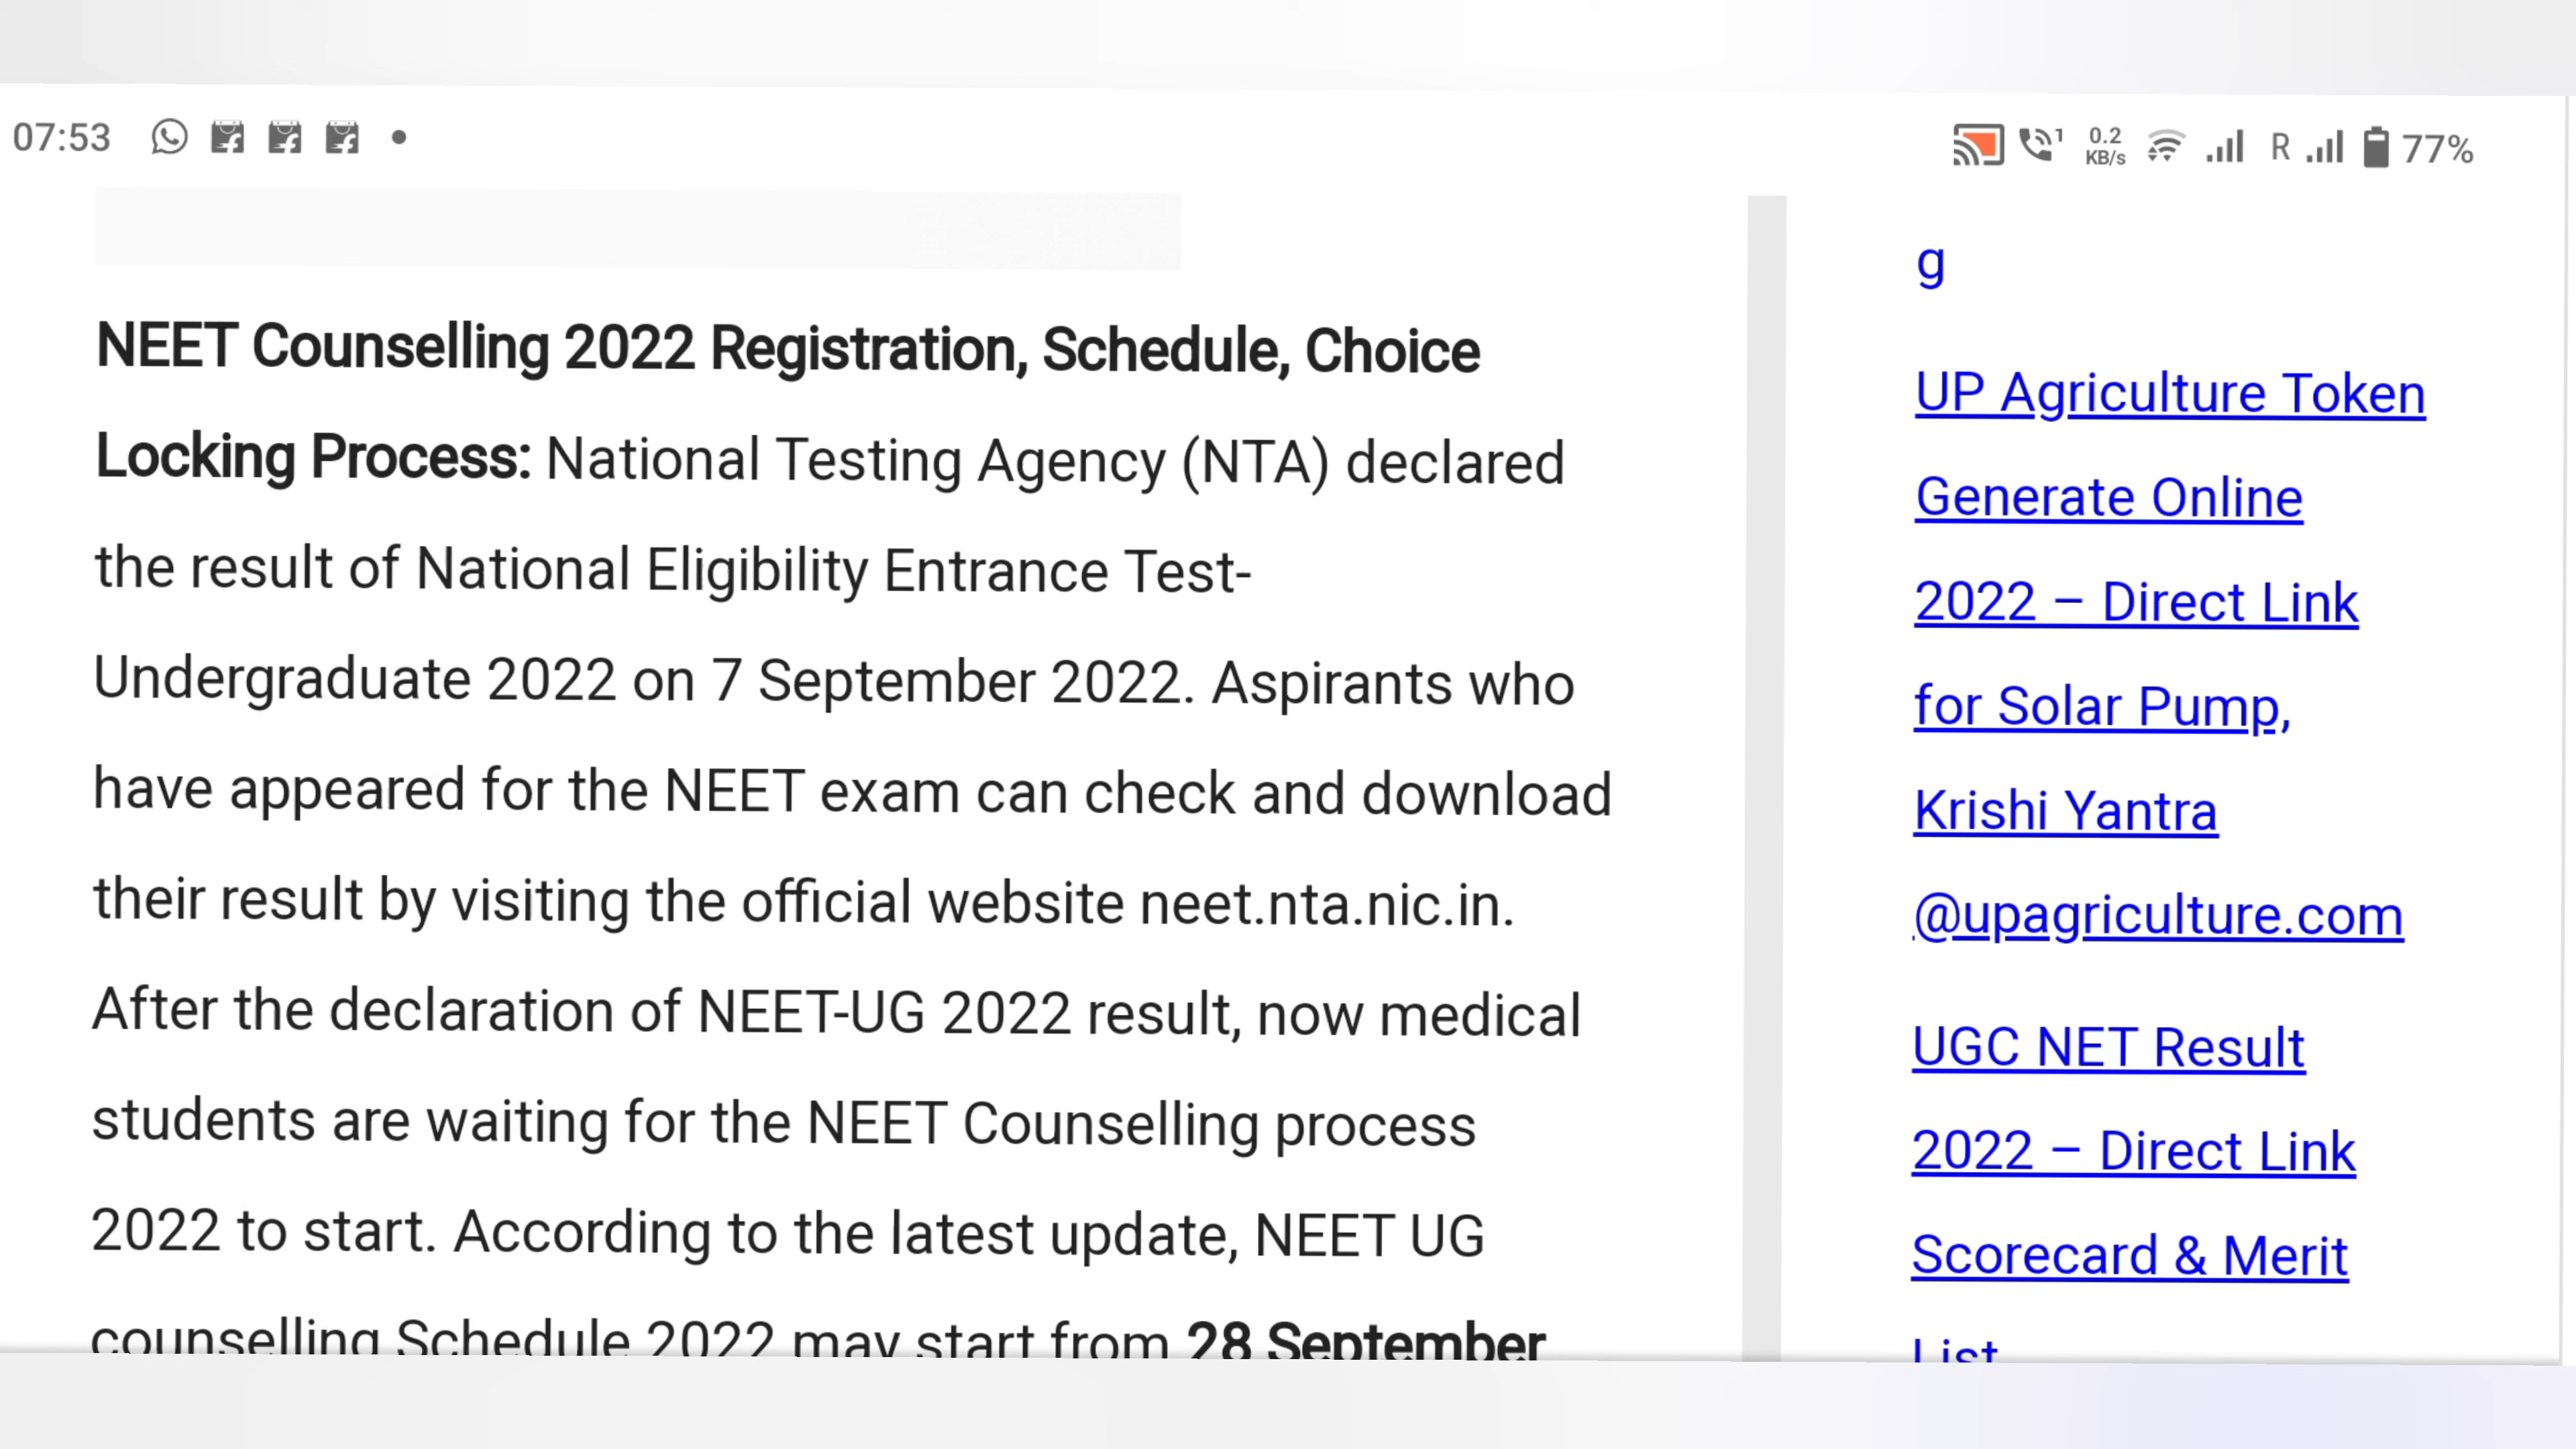 07:53
0.2
KB/s
R
77%
NEET Counselling 2022 Registration, Schedule, Choice
Locking Process: National Testing Agency (NTA) declared
the result of National Eligibility Entrance Test-
Undergraduate 2022 on 7 September 2022. Aspirants who
have appeared for the NEET exam can check and download
their result by visiting the official website neet.nta.nic.in.
After the declaration of NEET-UG 2022 result, now medical
students are waiting for the NEET Counselling process
2022 to start. According to the latest update, NEET UG
counselling Schedule 2022 may start from 28 September
g
UP Agriculture Token
Generate Online
2022 – Direct Link
for Solar Pump,
Krishi Yantra
@upagriculture.com
UGC NET Result
2022 – Direct Link
Scorecard & Merit
List